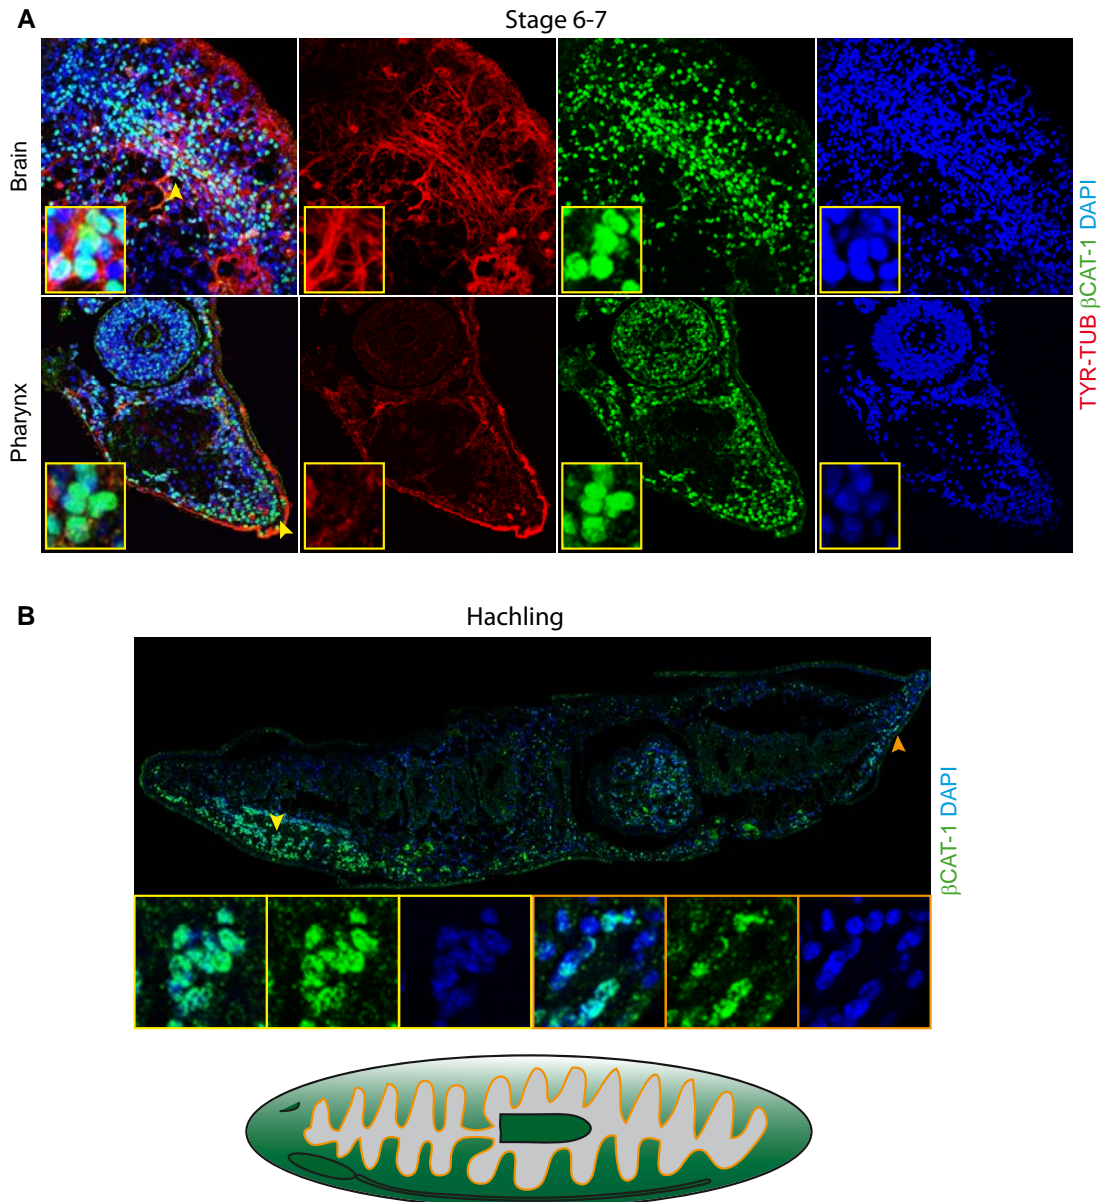 A
Stage 6-7
Brain
Pharynx
TYR-TUB βCAT-1 DAPI
B
Hachling
βCAT-1 DAPI